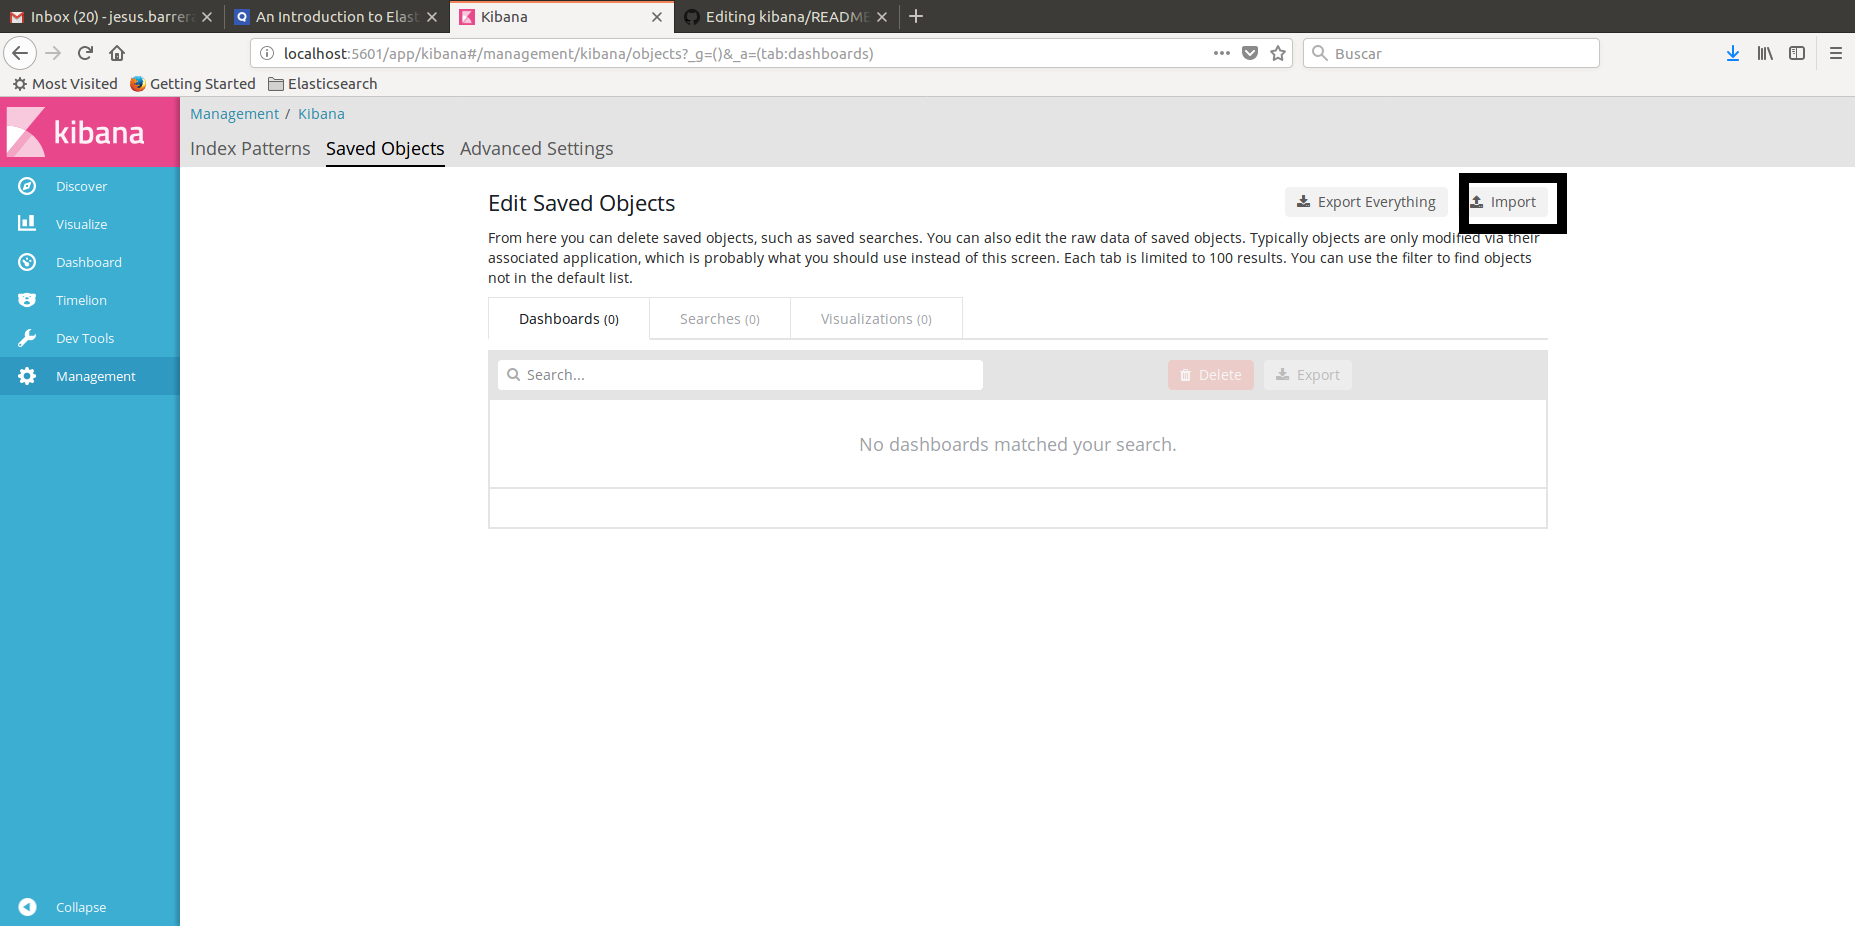 Inbox (20) - jesus.barrera
An Introduction to Elast
Kibana
Editing kibana/README
localhost:5601/app/kibana#/management/kibana/objects?_g=()&_a=(tab:dashboards)
Buscar
Most Visited
Getting Started
Elasticsearch
kibana
Management / Kibana
Index Patterns
Saved Objects
Advanced Settings
Discover
Visualize
Dashboard
Timelion
Dev Tools
Management
Collapse
Edit Saved Objects
Export Everything
Import
From here you can delete saved objects, such as saved searches. You can also edit the raw data of saved objects. Typically objects are only modified via their
associated application, which is probably what you should use instead of this screen. Each tab is limited to 100 results. You can use the filter to find objects
not in the default list.
Dashboards (0)
Searches (0)
Visualizations (0)
Search...
Delete
Export
No dashboards matched your search.